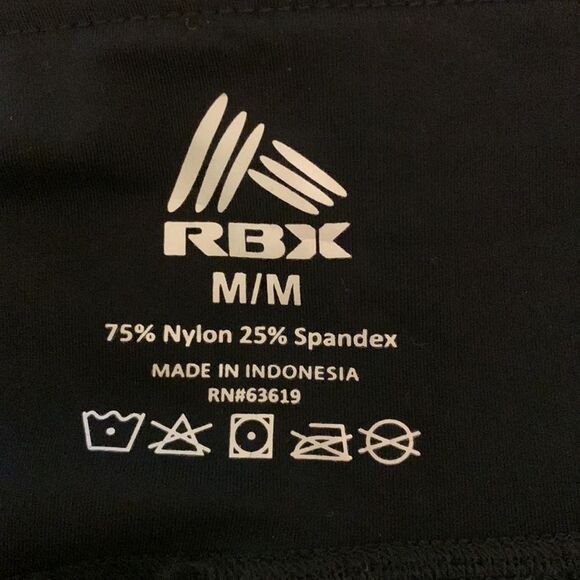 RBX
M/M
75% Nylon 25% Spandex
MADE IN INDONESIA
RN#63619